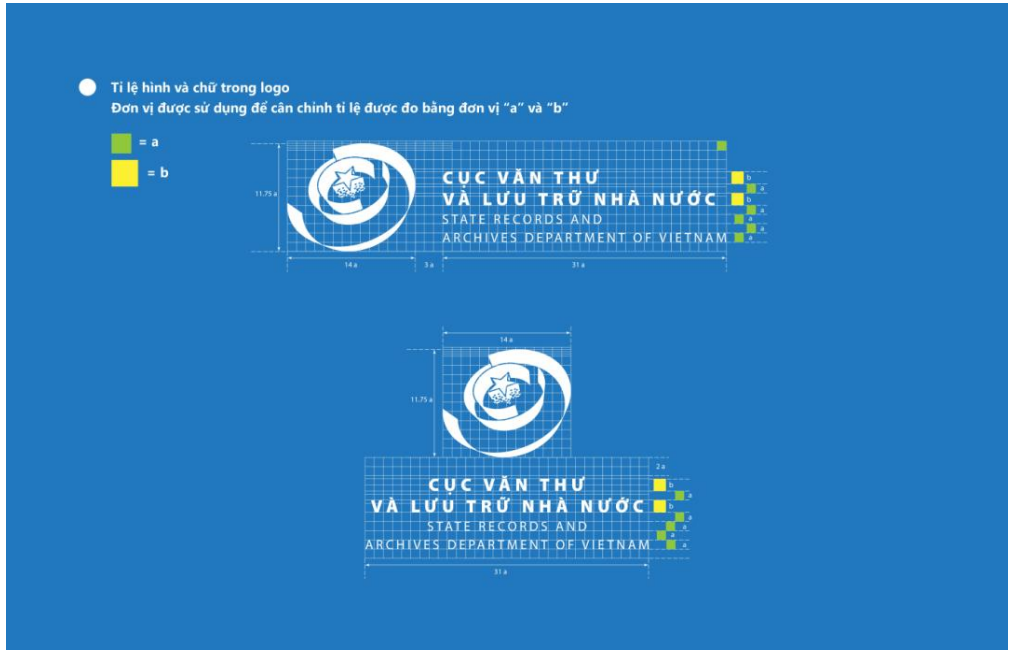 Tỉ lệ hình và chữ trong logo
Đơn vị được sử dụng để cân chỉnh tỉ lệ được đo bằng đơn vị “a” và “b”
= a
= b
11.75 a
CỤC VĂN THƯ
VÀ LƯU TRỮ NHÀ NƯỚC
STATE RECORDS AND
ARCHIVES DEPARTMENT OF VIETNAM
b
a
b
a
a
a
a
14 a
3 a
31 a
14 a
11.75 a
2 a
CỤC VĂN THƯ
VÀ LƯU TRỮ NHÀ NƯỚC
STATE RECORDS AND
ARCHIVES DEPARTMENT OF VIETNAM
b
a
b
a
a
a
a
31 a